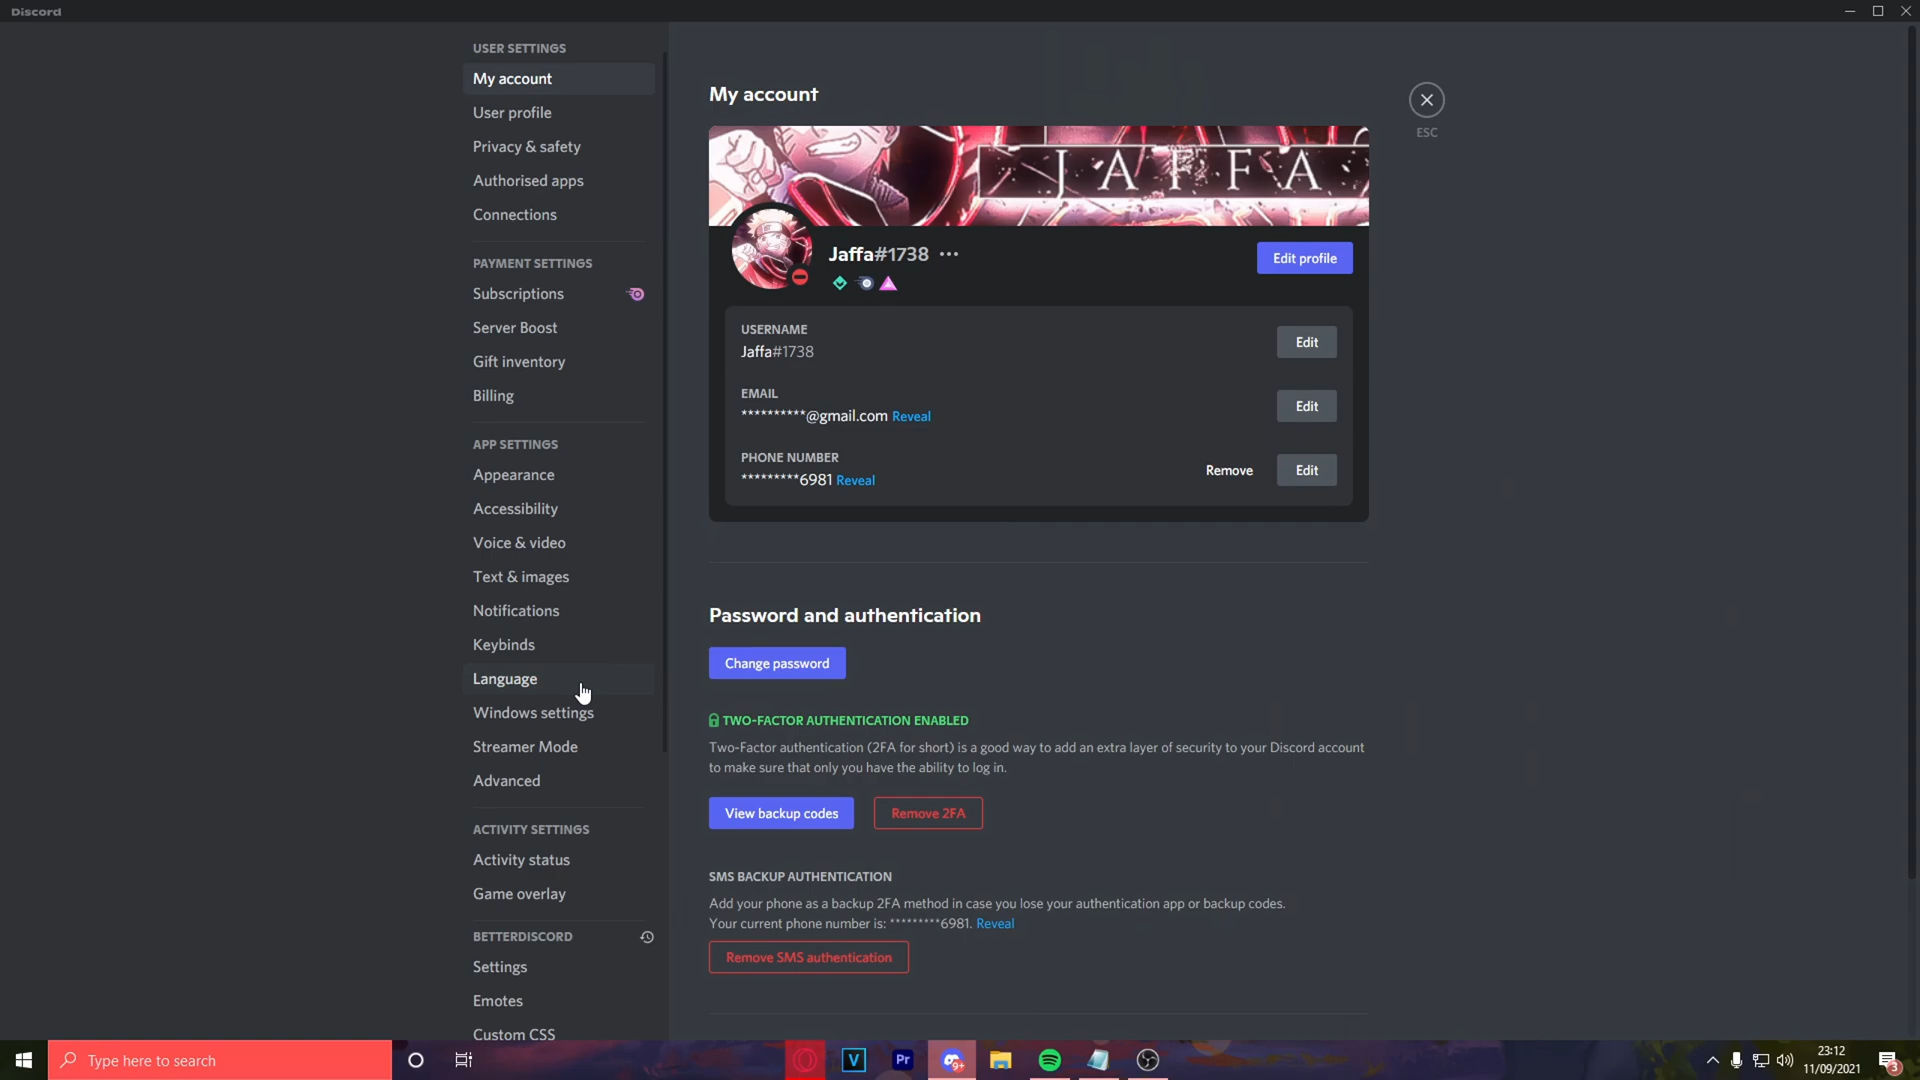 Discord
USER SETTINGS
My account
User profile
Privacy & safety
Authorised apps
Connections
PAYMENT SETTINGS
Subscriptions
Server Boost
Gift inventory
Billing
APP SETTINGS
Appearance
Accessibility
Voice & video
Text & images
Notifications
Keybinds
Language
Windows settings
Streamer Mode
Advanced
ACTIVITY SETTINGS
Activity status
Game overlay
BETTERDISCORD
Settings
Emotes
Custom CSS
My account
ESC
JAFFA
Jaffa#1738 ···
Edit profile
USERNAME
Jaffa#1738
Edit
EMAIL
**********@gmail.com Reveal
Edit
PHONE NUMBER
*********6981 Reveal
Remove
Edit
Password and authentication
Change password
TWO-FACTOR AUTHENTICATION ENABLED
Two-Factor authentication (2FA for short) is a good way to add an extra layer of security to your Discord account
to make sure that only you have the ability to log in.
View backup codes
Remove 2FA
SMS BACKUP AUTHENTICATION
Add your phone as a backup 2FA method in case you lose your authentication app or backup codes.
Your current phone number is: *********6981. Reveal
Remove SMS authentication
Type here to search
V
Pr
9+
23:12
11/09/2021
3